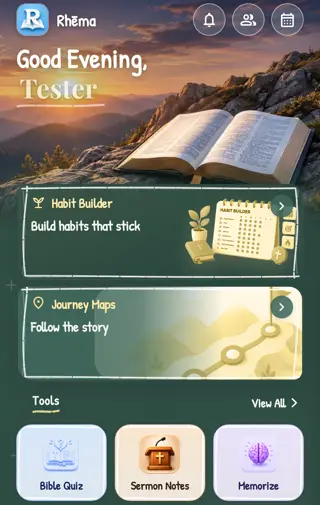 Rhēma
Good Evening,
Tester
Habit Builder
Build habits that stick
HABIT BUILDER
Journey Maps
Follow the story
Tools
View All
Bible Quiz
Sermon Notes
Memorize